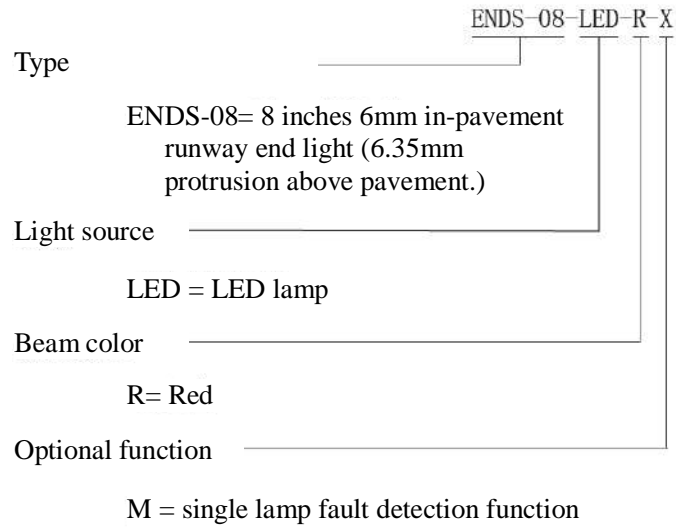 ENDS-08-LED-R-X
Type
ENDS-08= 8 inches 6mm in-pavement
runway end light (6.35mm
protrusion above pavement.)
Light source
LED = LED lamp
Beam color
R= Red
Optional function
M = single lamp fault detection function